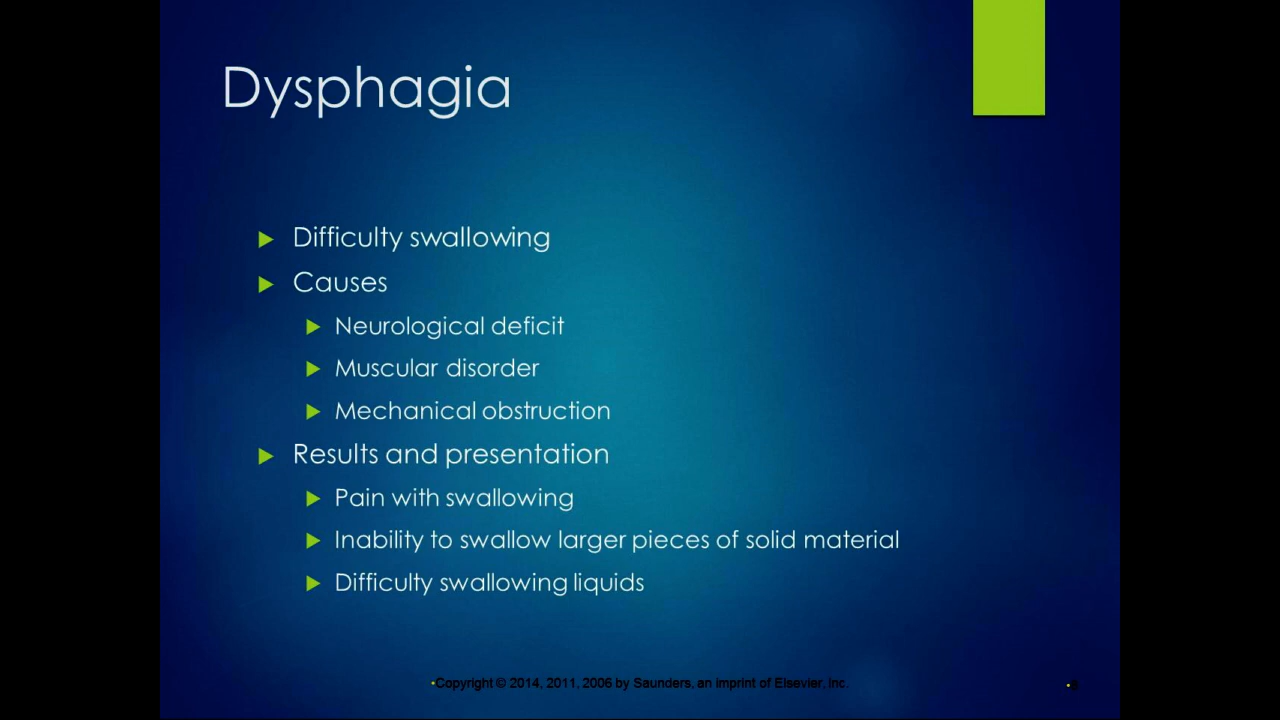 Dysphagia
Difficulty swallowing
Causes
Neurological deficit
Muscular disorder
Mechanical obstruction
Results and presentation
Pain with swallowing
Inability to swallow larger pieces of solid material
Difficulty swallowing liquids
•Copyright © 2014, 2011, 2006 by Saunders, an imprint of Elsevier, Inc.